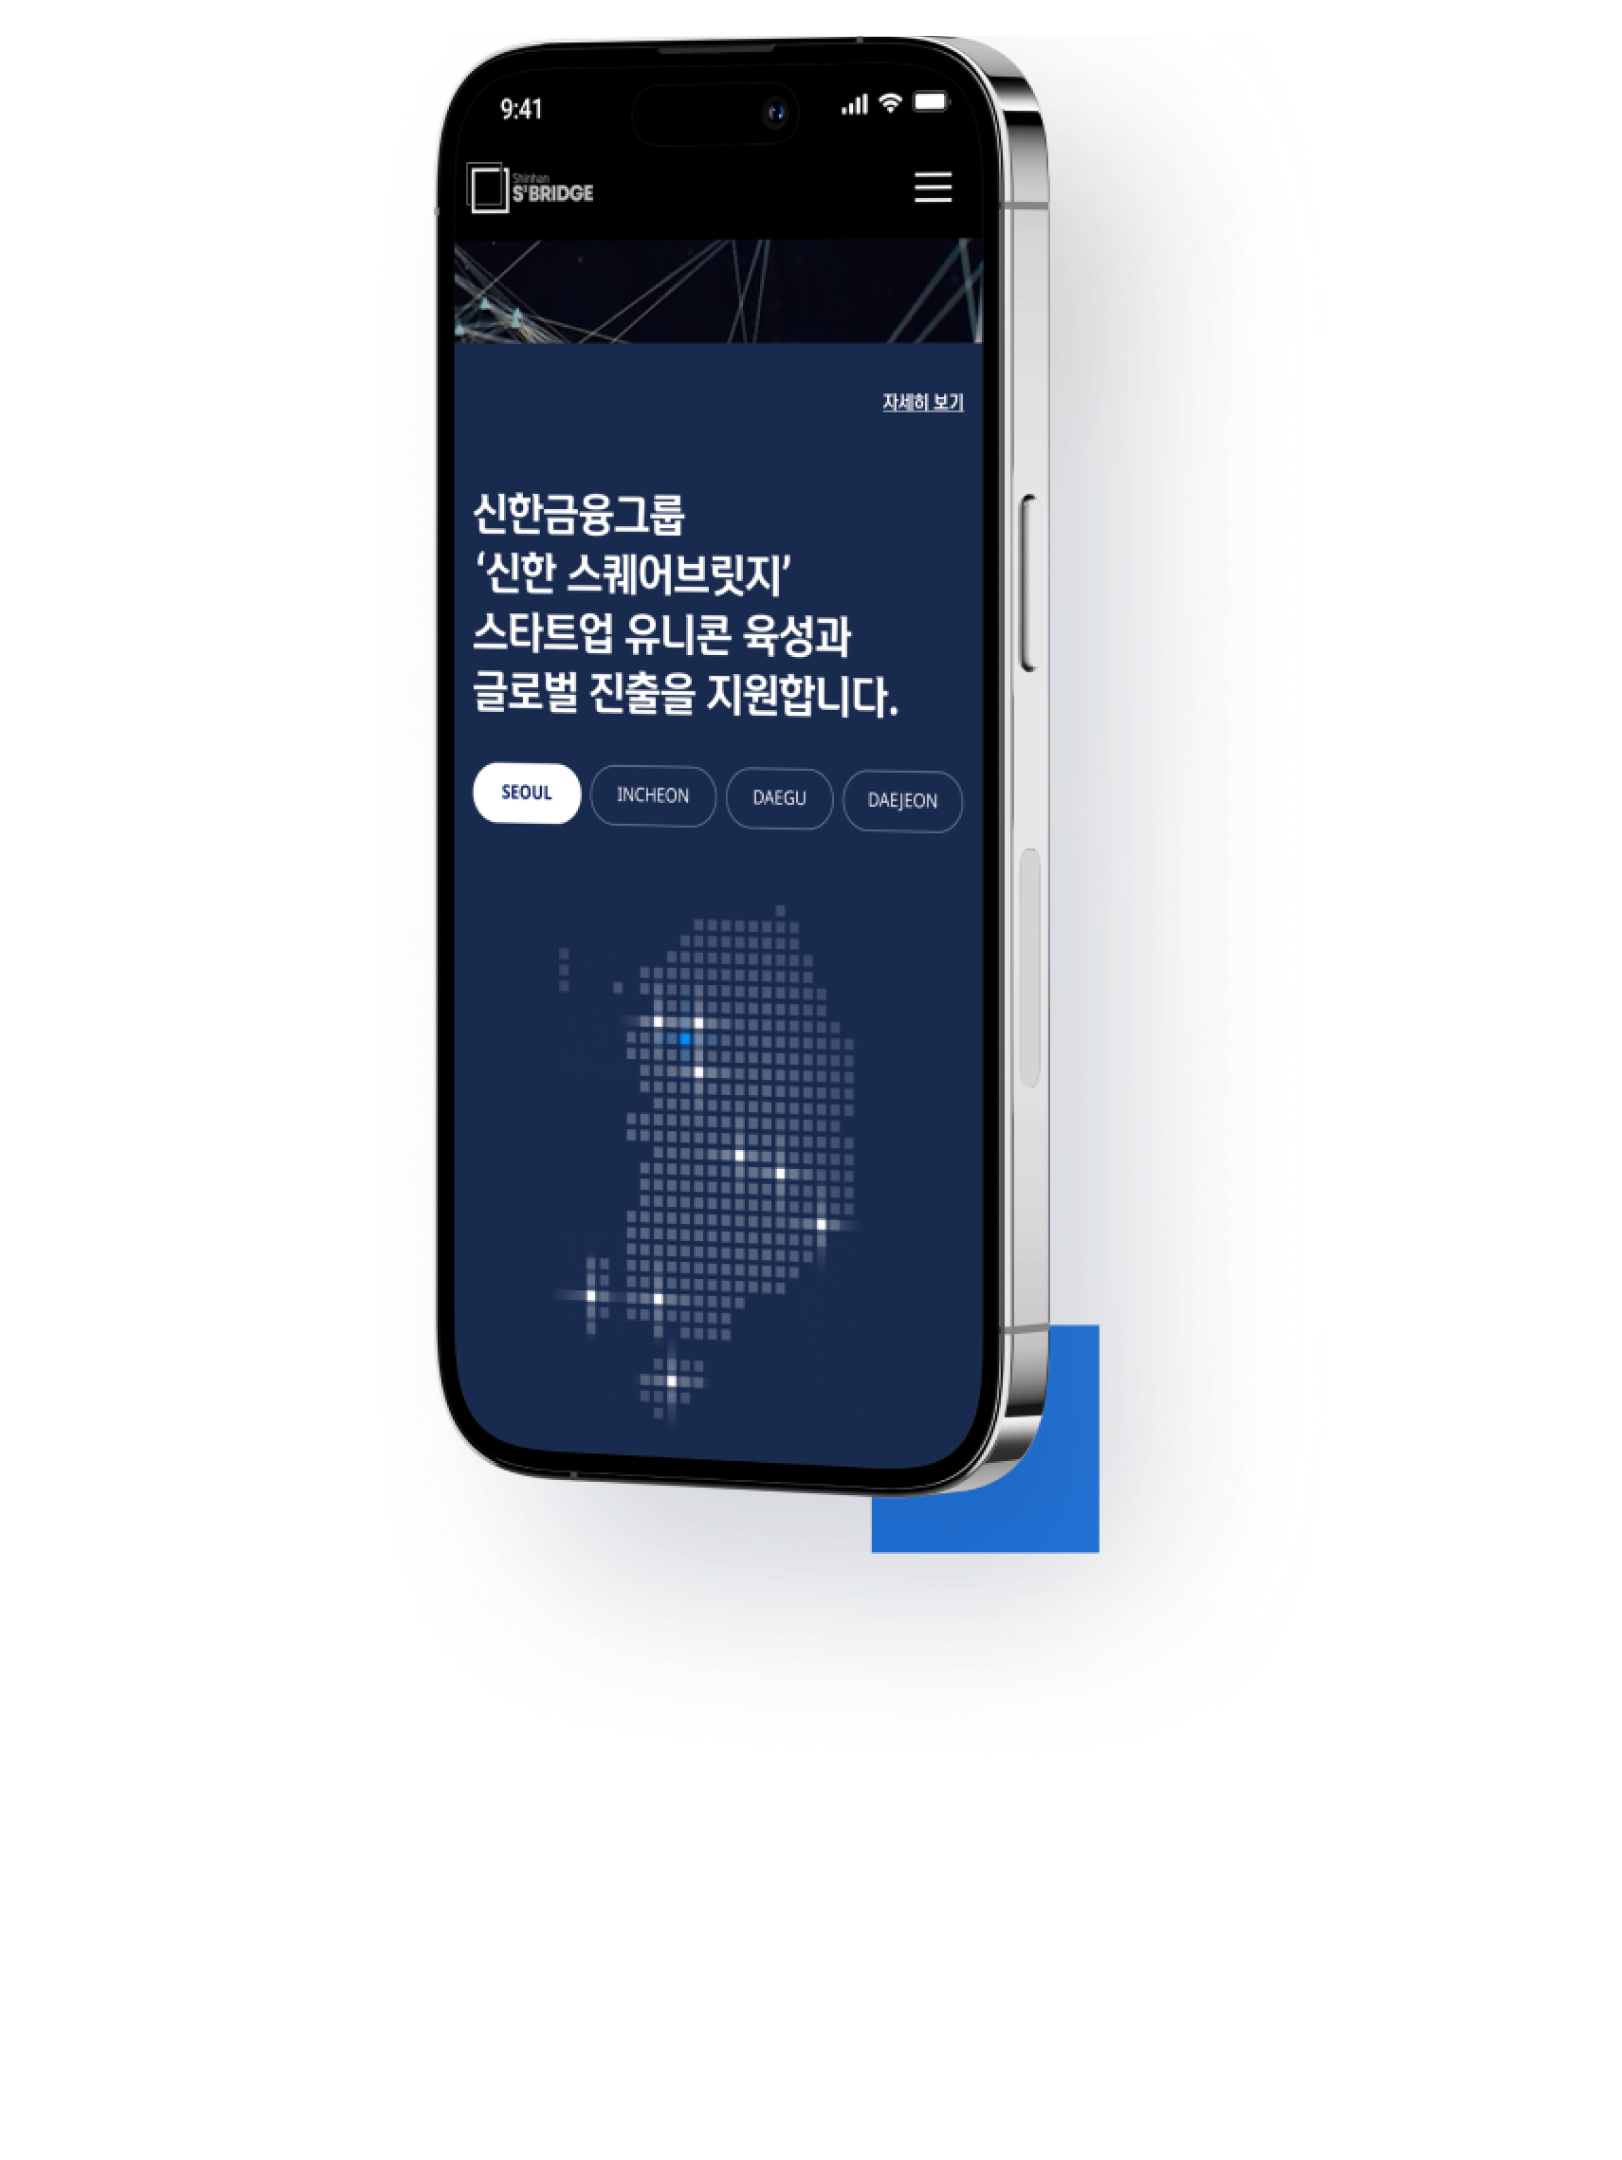 9:41
Shinhan
S²BRIDGE
자세히 보기
신한금융그룹
‘신한 스퀘어브릿지’
스타트업 유니콘 육성과
글로벌 진출을 지원합니다.
SEOUL INCHEON DAEGU DAEJEON